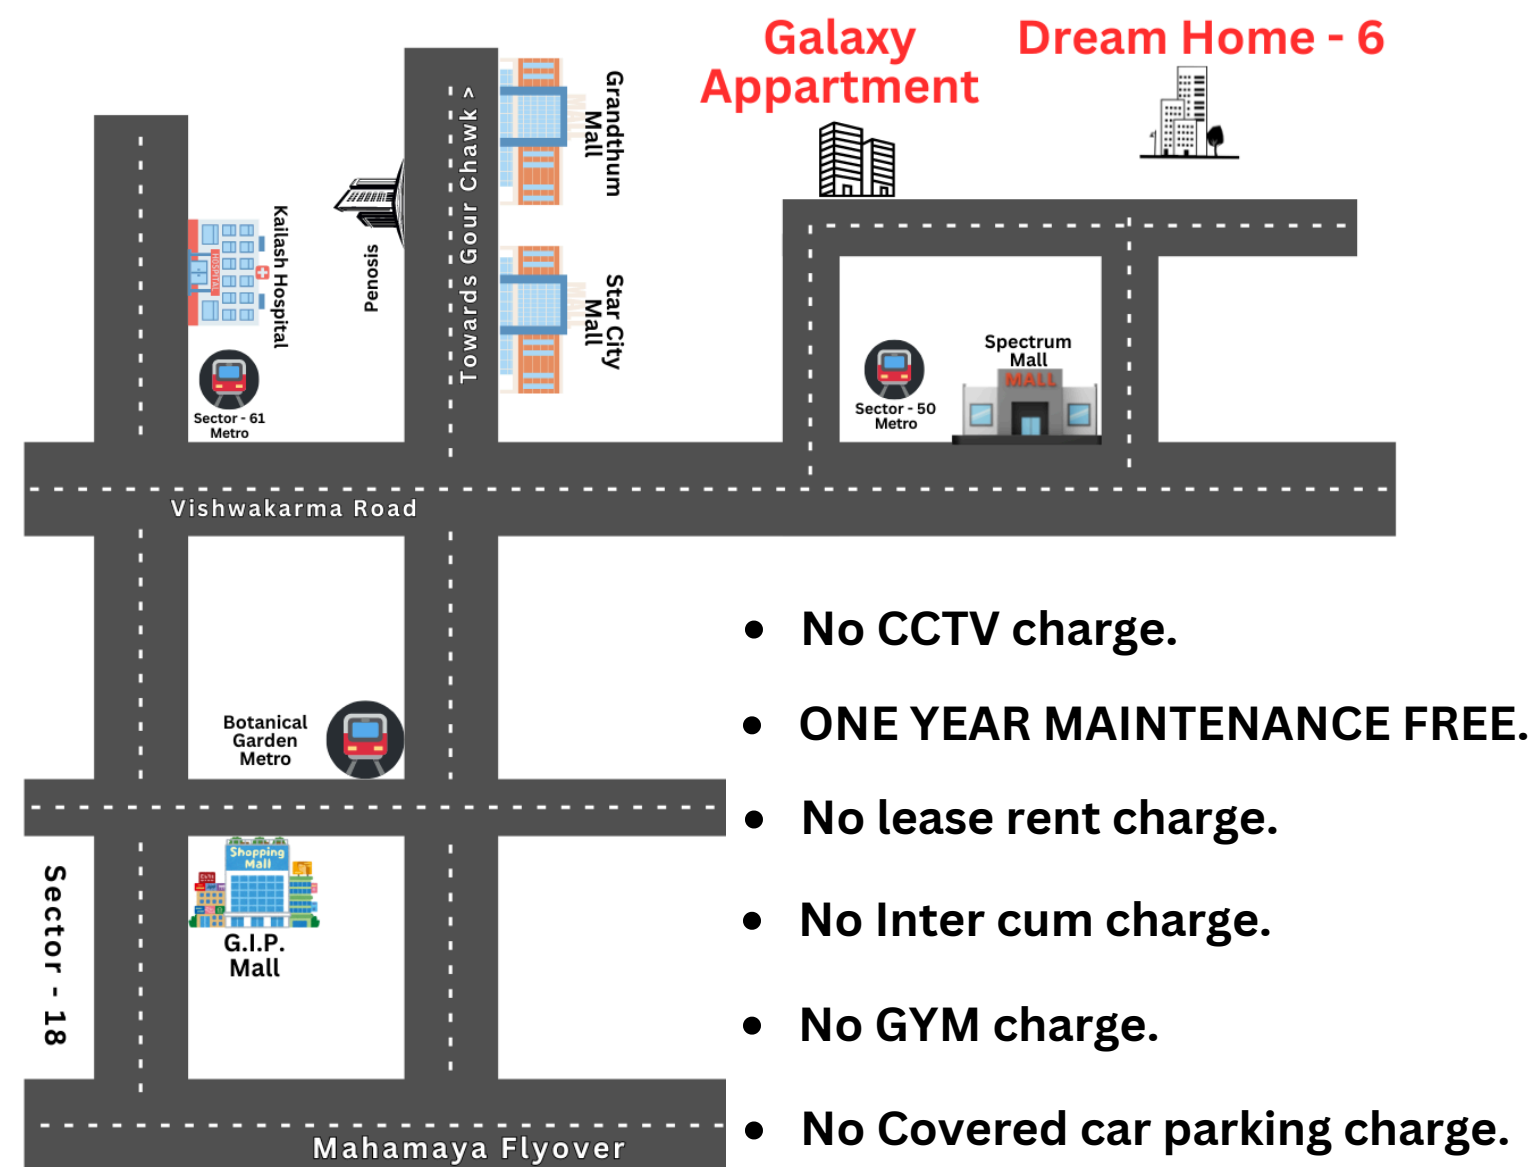 Galaxy
Appartment
Dream Home - 6
Grandthum
Mall
Towards Gour Chawk >
Kailash Hospital
HOSPITAL
Penosis
Star City
Mall
Sector - 61
Metro
Sector - 50
Metro
Spectrum
Mall
MALL
Vishwakarma Road
Botanical
Garden
Metro
Shopping
Mall
G.I.P.
Mall
Sector - 18
Mahamaya Flyover
• No CCTV charge.
• ONE YEAR MAINTENANCE FREE.
• No lease rent charge.
• No Inter cum charge.
• No GYM charge.
• No Covered car parking charge.